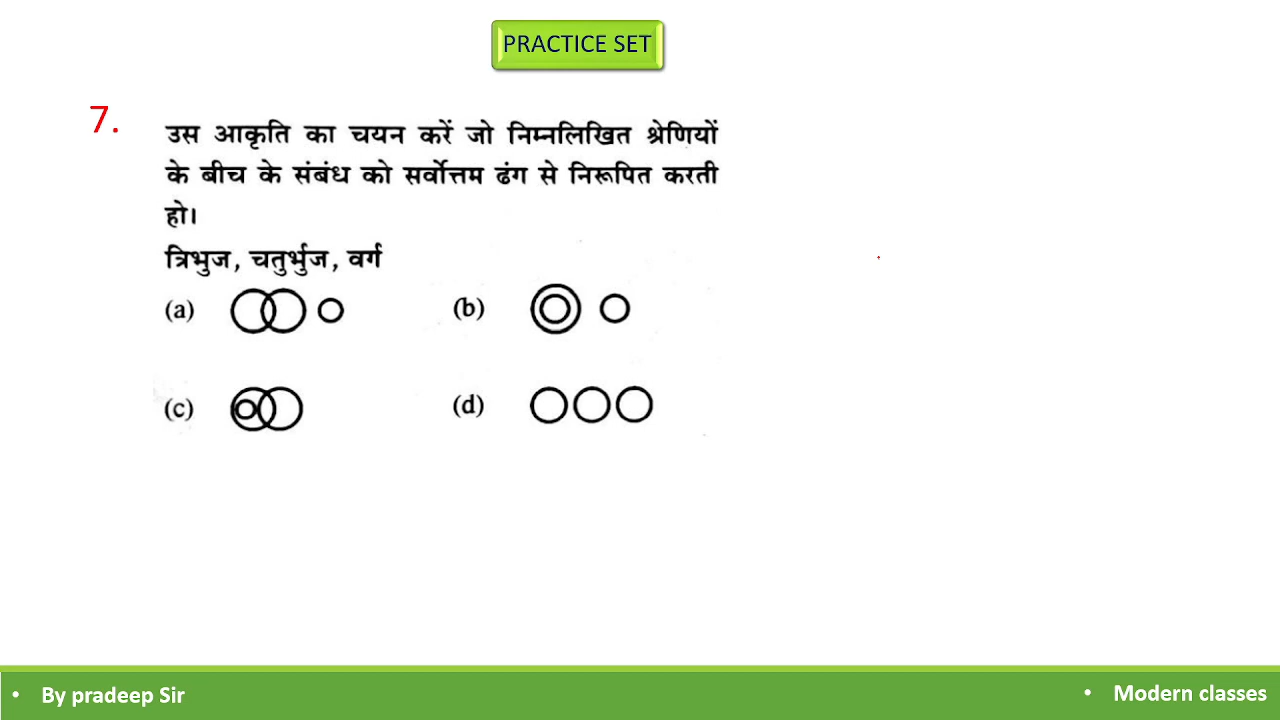 PRACTICE SET
7.
उस आकृति का चयन करें जो निम्नलिखित श्रेणियों
के बीच के संबंध को सर्वोत्तम ढंग से निरूपित करती
हो।
त्रिभुज, चतुर्भुज, वर्ग
(a) (b)
(c) (d)
• By pradeep Sir • Modern classes